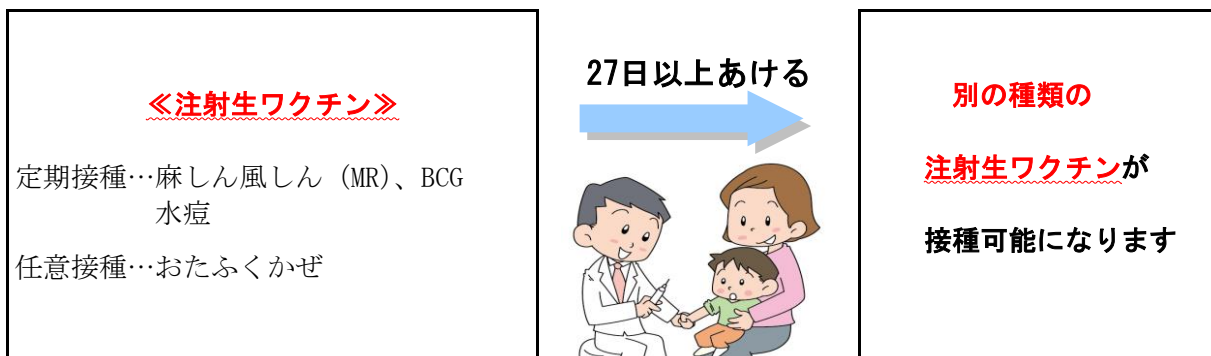 ≪注射生ワクチン≫
定期接種…麻しん風しん (MR)、BCG
水痘
任意接種…おたふくかぜ
27日以上あける
別の種類の
注射生ワクチンが
接種可能になります